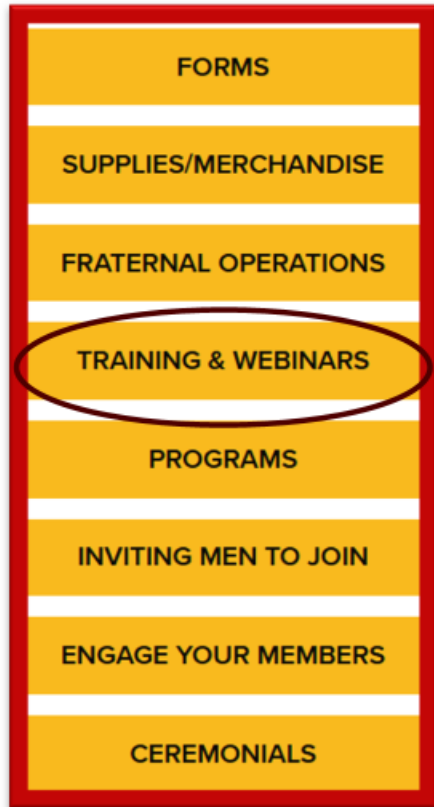 FORMS
SUPPLIES/MERCHANDISE
FRATERNAL OPERATIONS
TRAINING & WEBINARS
PROGRAMS
INVITING MEN TO JOIN
ENGAGE YOUR MEMBERS
CEREMONIALS